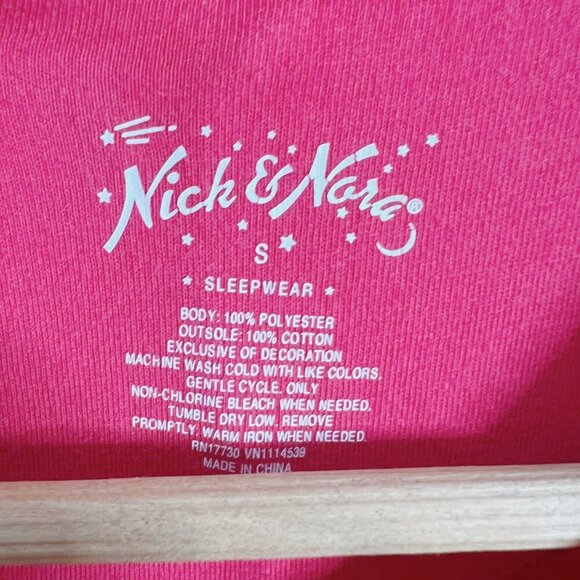 Nick & Nora®
S
SLEEPWEAR
BODY: 100% POLYESTER
OUTSOLE: 100% COTTON
EXCLUSIVE OF DECORATION
MACHINE WASH COLD WITH LIKE COLORS.
GENTLE CYCLE. ONLY
NON-CHLORINE BLEACH WHEN NEEDED.
TUMBLE DRY LOW. REMOVE
PROMPTLY. WARM IRON WHEN NEEDED.
RN17730 VN1114539
MADE IN CHINA